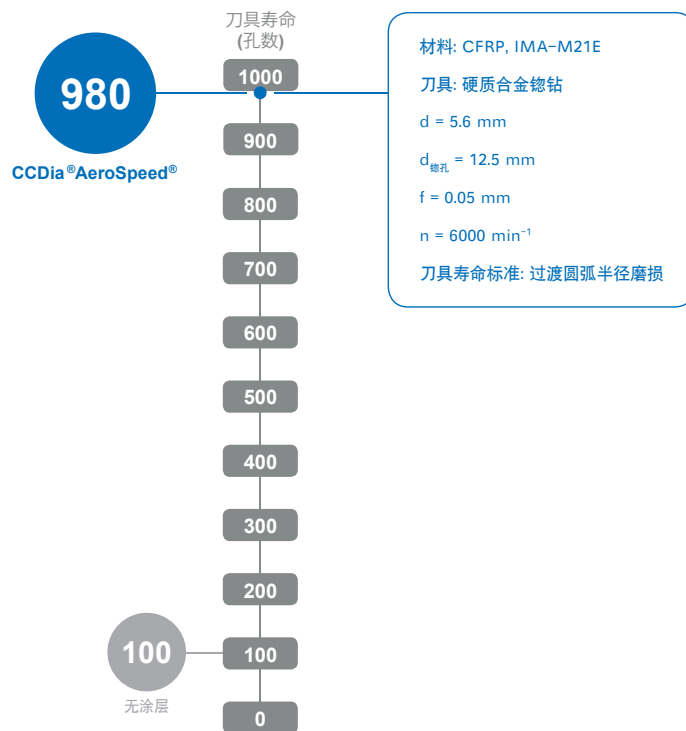 刀具寿命
(孔数)
980
CCDia®AeroSpeed®
1000
900
800
700
600
500
400
300
200
100
0
100
无涂层
材料: CFRP, IMA-M21E
刀具: 硬质合金锪钻
d = 5.6 mm
d锪孔 = 12.5 mm
f = 0.05 mm
n = 6000 min⁻¹
刀具寿命标准: 过渡圆弧半径磨损